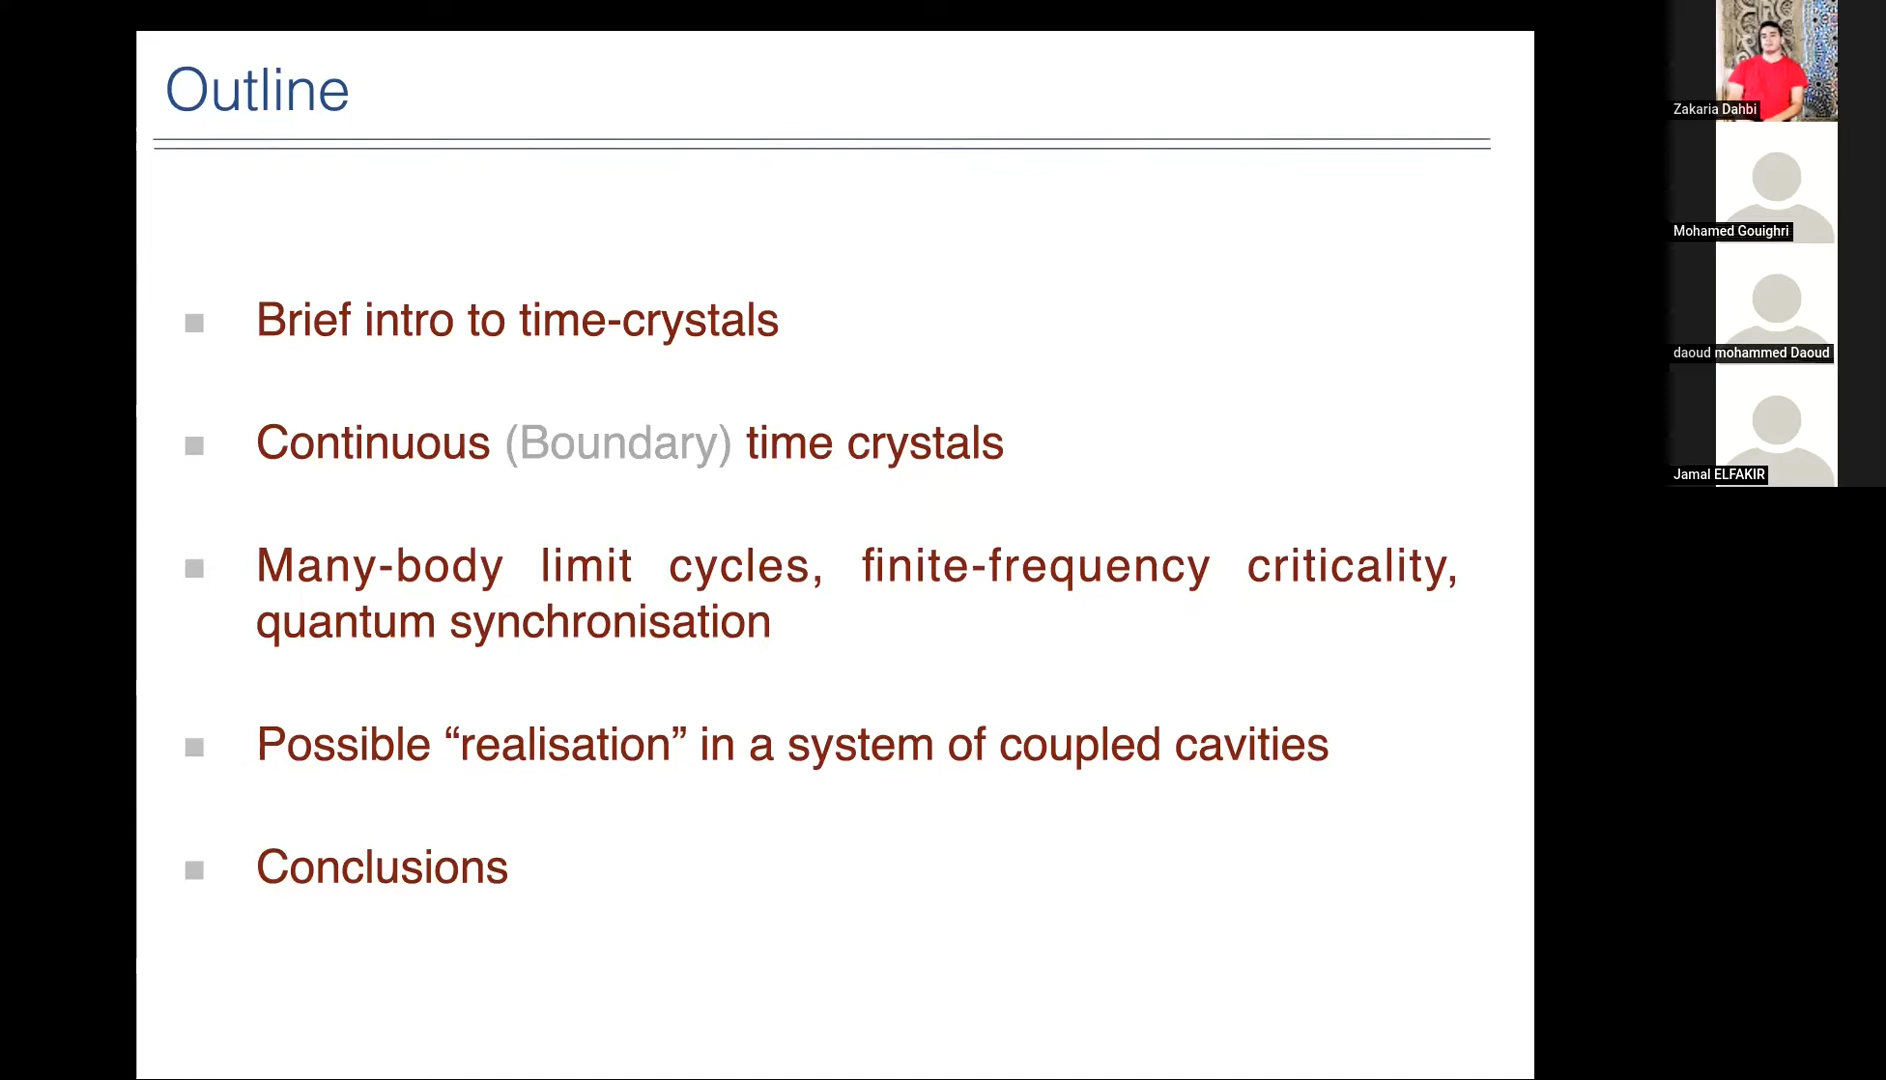 Outline
Brief intro to time-crystals
Continuous (Boundary) time crystals
Many-body limit cycles, finite-frequency criticality,
quantum synchronisation
Possible “realisation” in a system of coupled cavities
Conclusions
Zakaria Dahbi
Mohamed Gouighri
daoud mohammed Daoud
Jamal ELFAKIR